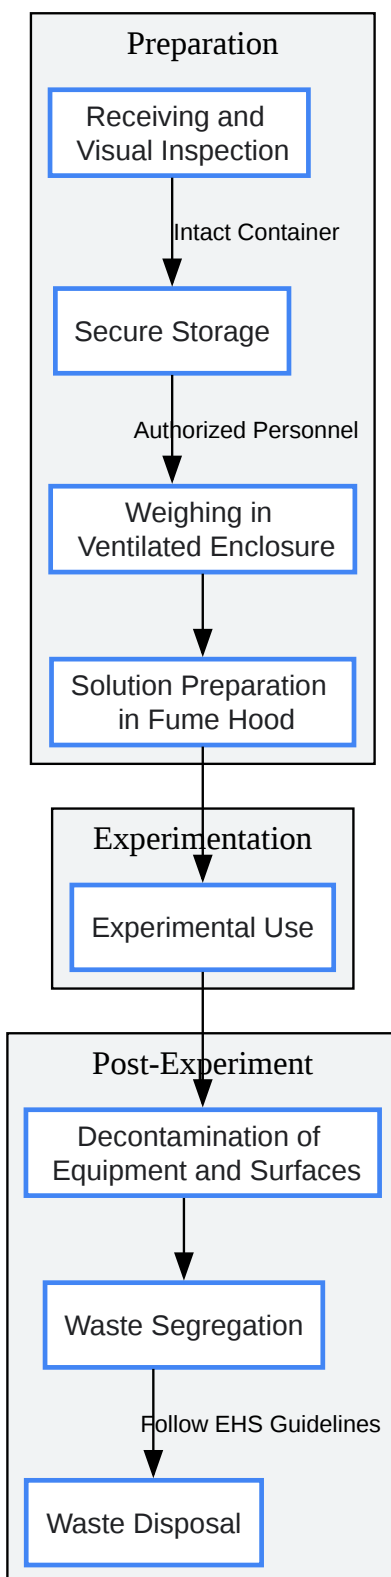 Preparation
Receiving and
Visual Inspection
Intact Container
Secure Storage
Authorized Personnel
Weighing in
Ventilated Enclosure
Solution Preparation
in Fume Hood
Experimentation
Experimental Use
Post-Experiment
Decontamination of
Equipment and Surfaces
Waste Segregation
Follow EHS Guidelines
Waste Disposal